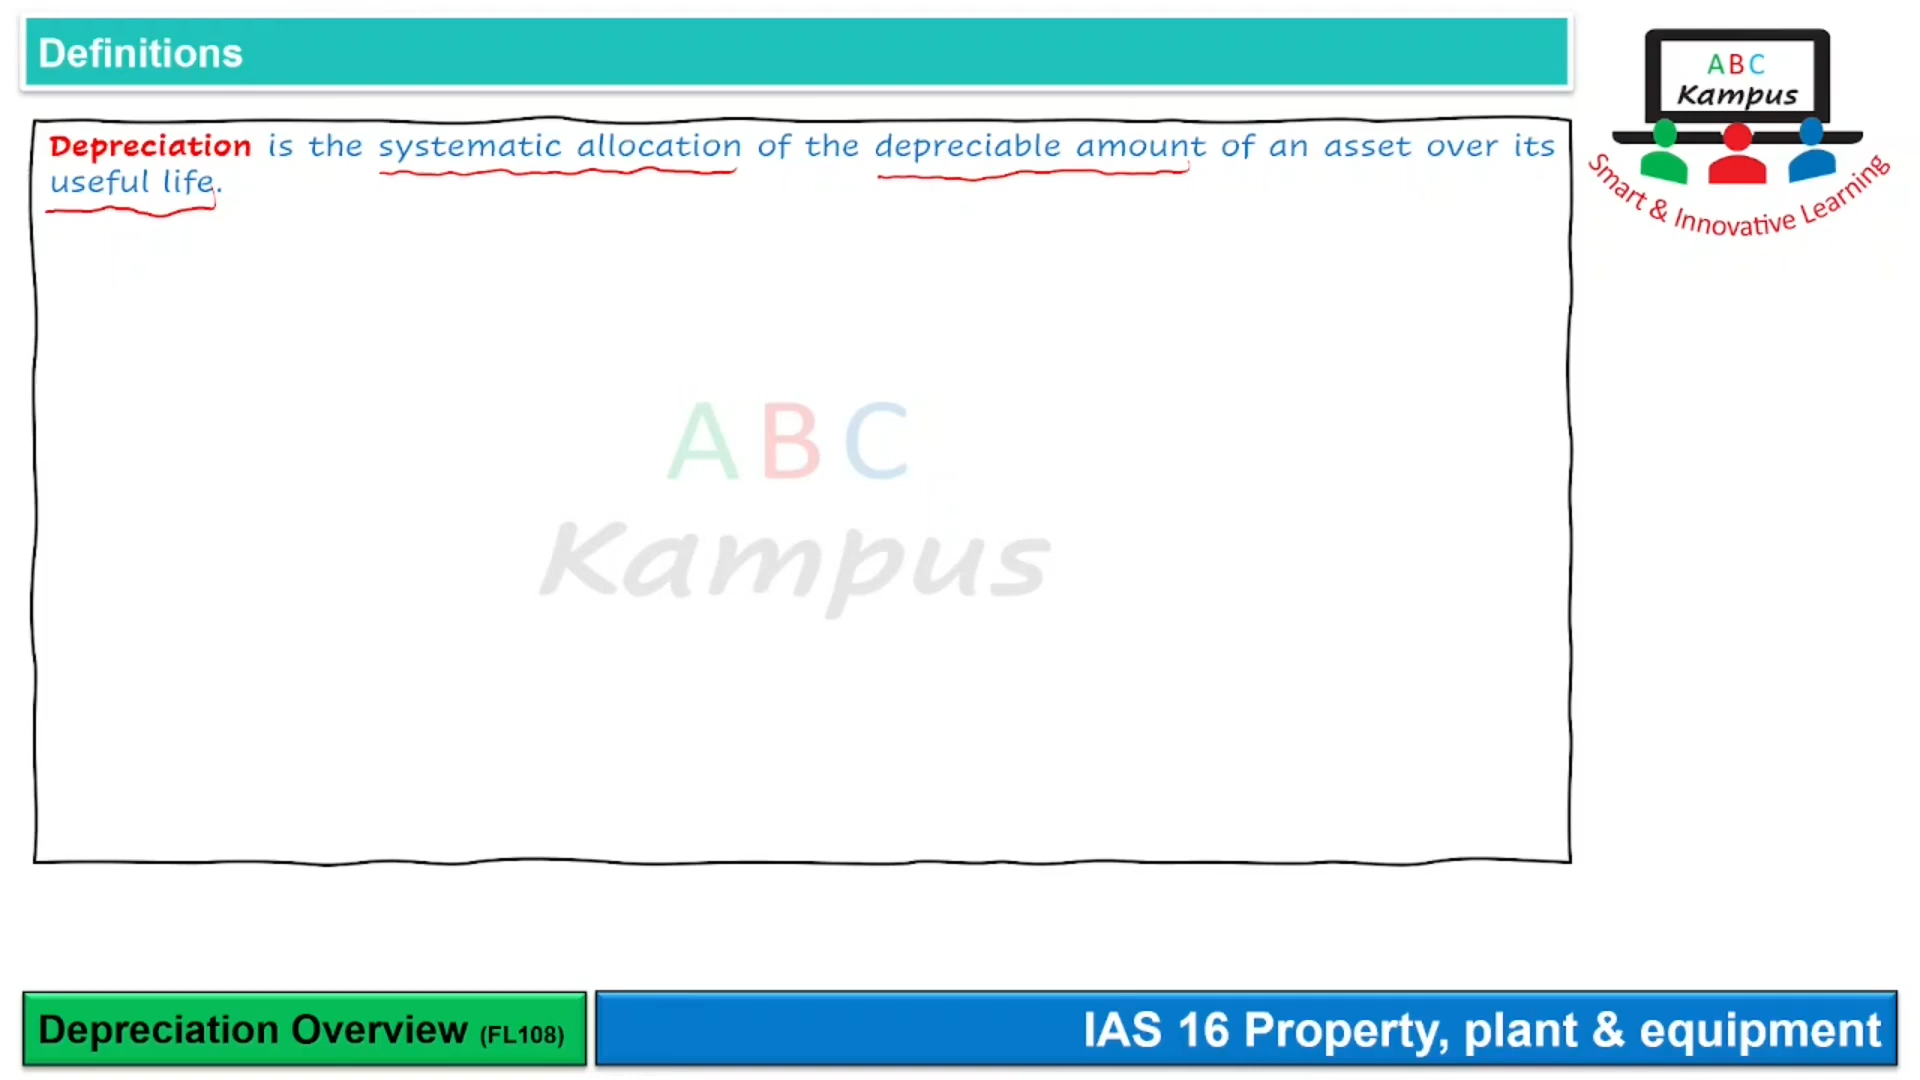 Definitions
ABC
Kampus
Smart & Innovative Learning
Depreciation is the systematic allocation of the depreciable amount of an asset over its
useful life.
ABC
Kampus
Depreciation Overview (FL108)
IAS 16 Property, plant & equipment